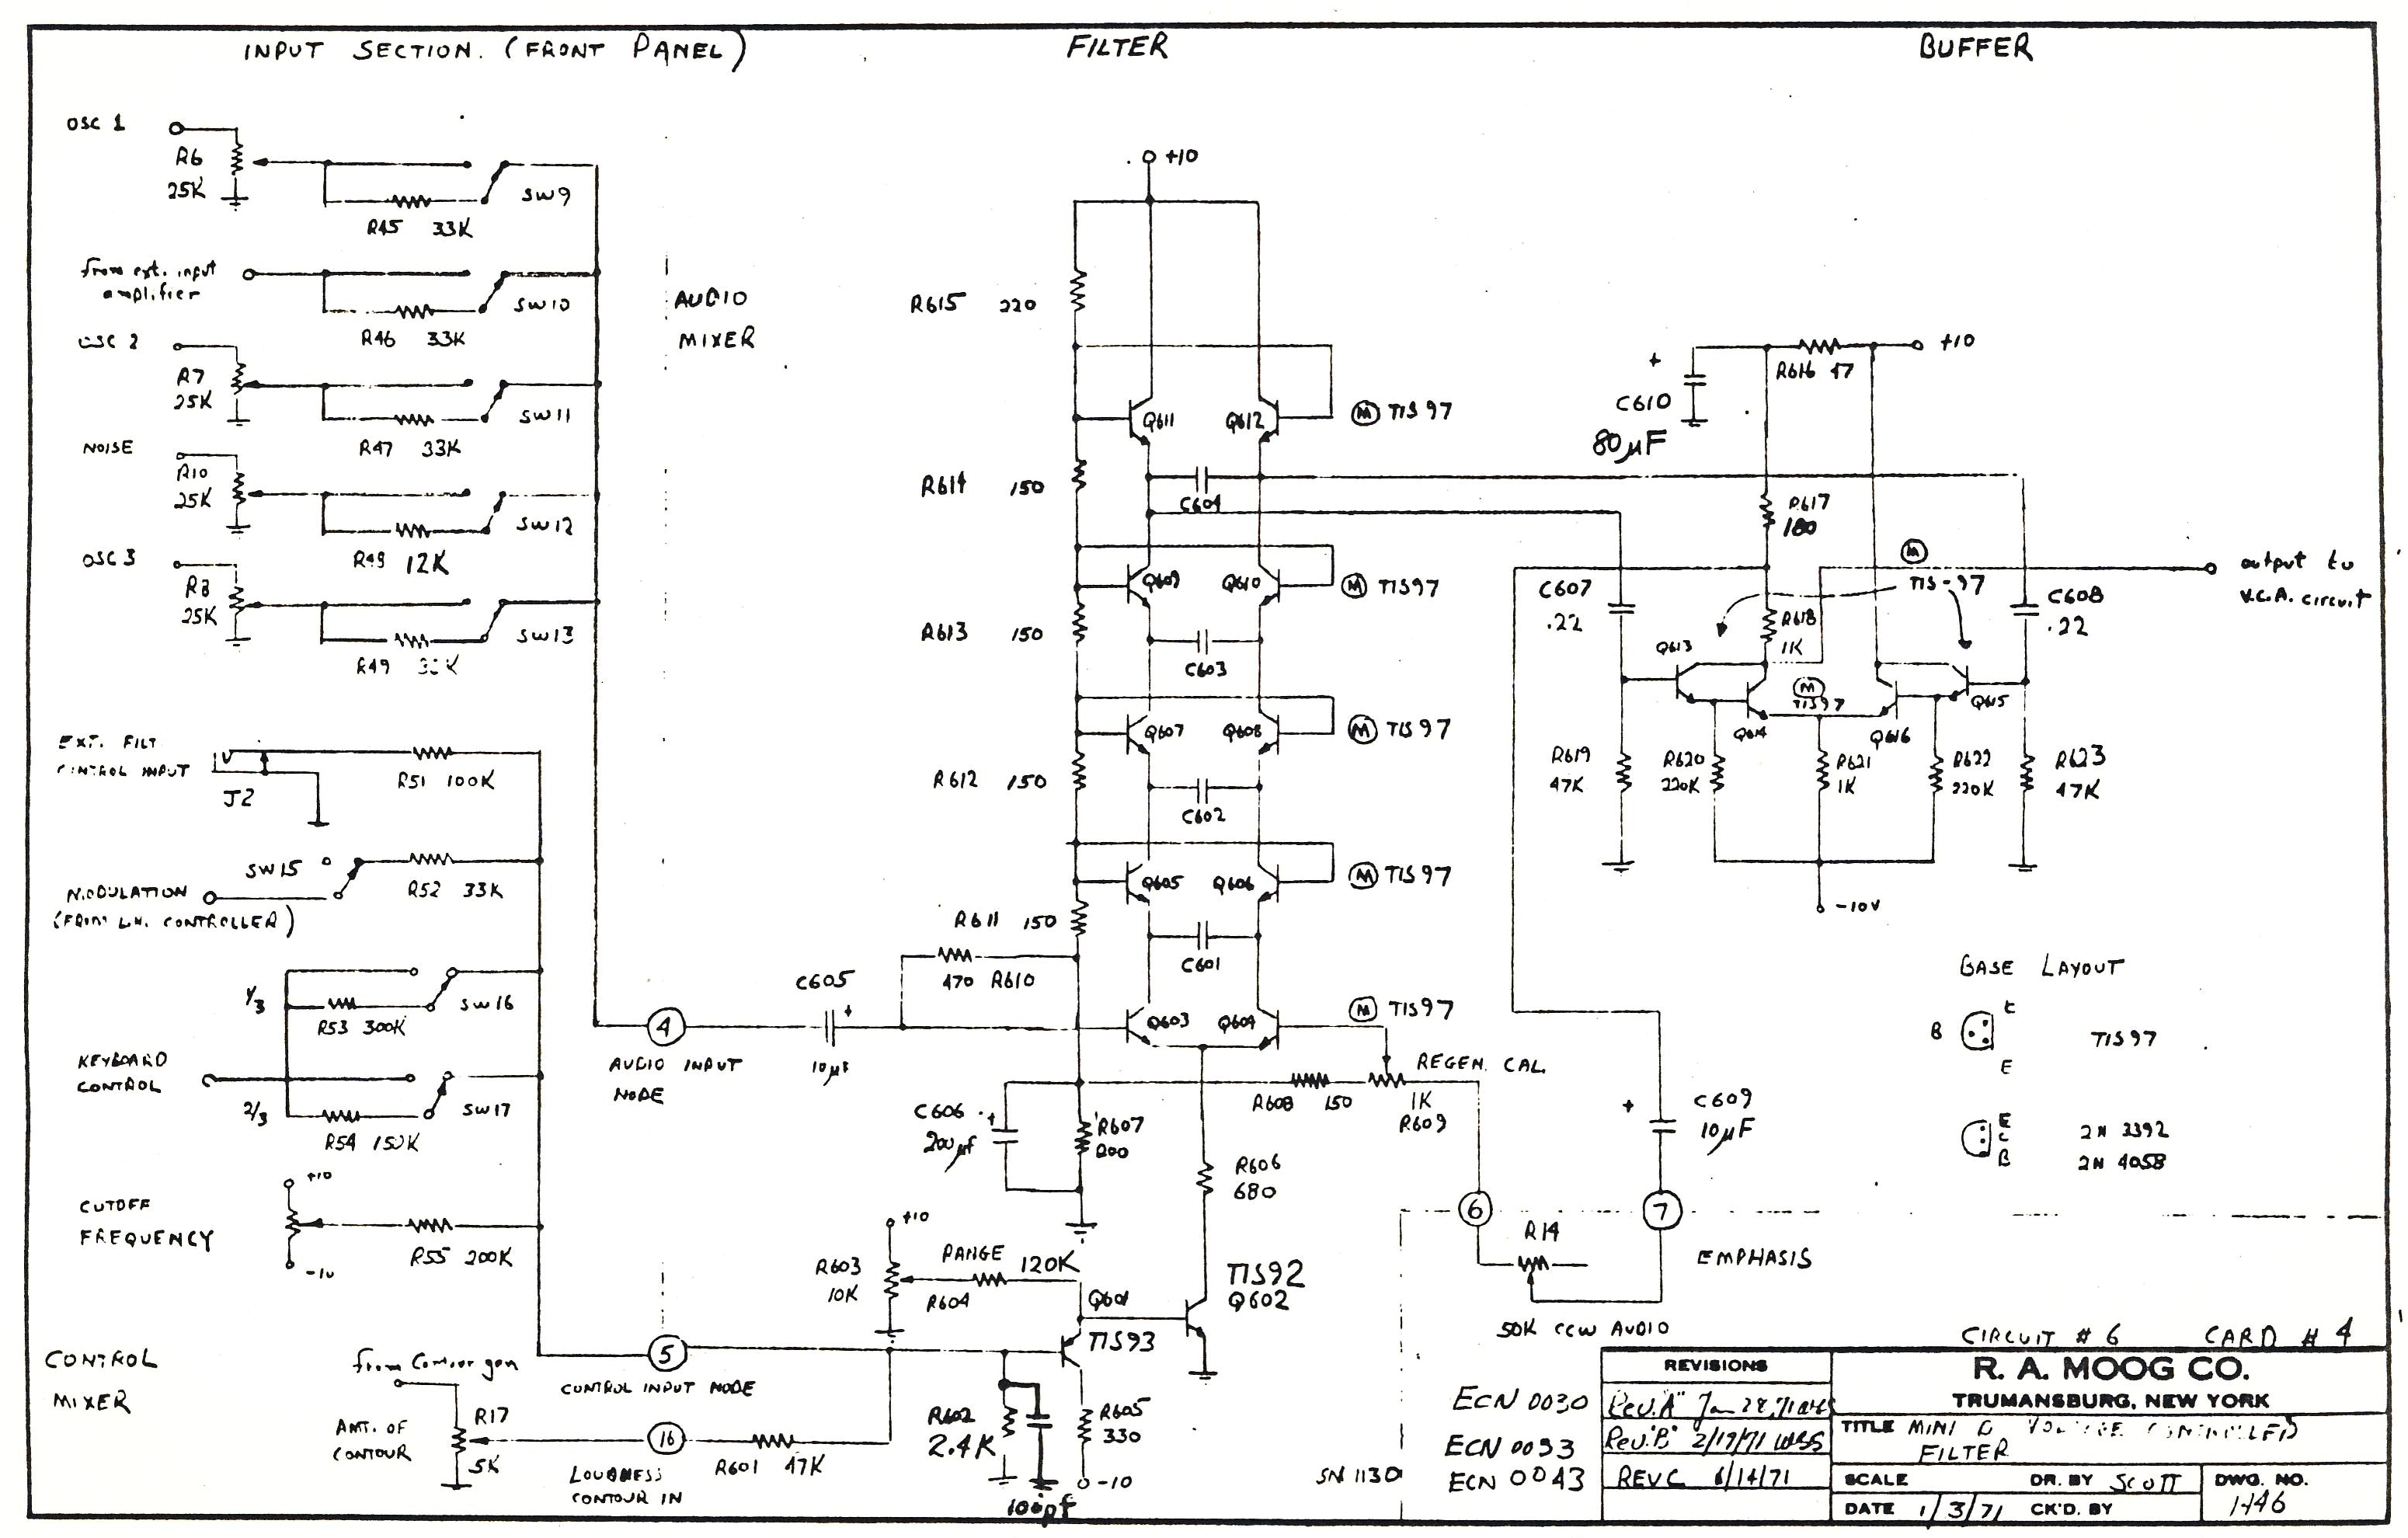 INPUT SECTION. (FRONT PANEL)
FILTER
BUFFER
OSC 1
R6
25K
SW9
R45 33K
from ext. input
amplifier
SW10
R46 33K
OSC 2
R7
25K
SW11
R47 33K
NOISE
R10
25K
SW12
R48 12K
OSC 3
R8
25K
SW13
R49
AUDIO
MIXER
EXT. FILT
CONTROL INPUT
J2
R51 100K
SW15
MODULATION
(FROM L.H. CONTROLLER)
R52 33K
1/3
R53 300K
SW16
KEYBOARD
CONTROL
2/3
R54 150K
SW17
CUTOFF
FREQUENCY
+10
-10
R55 200K
CONTROL
MIXER
from Contour gen
AMT. OF
CONTOUR
R17
5K
4
AUDIO INPUT
NODE
5
CONTROL INPUT NODE
16
LOUDNESS
CONTOUR IN
R601 47K
+10
R615 220
Q611
Q612
M TIS97
R614 150
C604
Q609
Q610
M TIS97
R613 150
C603
Q607
Q608
M TIS97
R612 150
C602
Q605
Q606
M TIS97
R611 150
C601
470 R610
C605
+
10µF
Q603
Q604
M TIS97
REGEN. CAL.
R608 150
1K
R609
C606
+
200µf
R607
200
R606
680
+10
R603
10K
RANGE
120K
R604
Q601
TIS93
TIS92
Q602
R602
2.4K
100pf
R605
330
-10
+
C610
80µF
R616 47
+10
R617
180
M
TIS-97
C607
.22
R618
1K
C608
.22
output to
V.C.A. circuit
Q613
M
TIS97
Q614
Q616
Q615
R619
47K
R620
220K
R621
1K
R622
220K
R623
47K
-10V
BASE LAYOUT
B
C
E
TIS97
E
C
B
2N 3392
2N 4058
+
C609
10µF
6
7
R14
EMPHASIS
50K CCW AUDIO
CIRCUIT # 6 CARD # 4
SN 1130
ECN 0030
ECN 0093
ECN 0043
REVISIONS
Rev."A" Jan 28,71
Rev."B" 2/19/71
REV.C 6/14/71
R. A. MOOG CO.
TRUMANSBURG, NEW YORK
TITLE MINI D VOLTAGE CONTROLLED
FILTER
SCALE
DR. BY SCOTT
DWG. NO.
1146
DATE 1/3/71
CK'D. BY